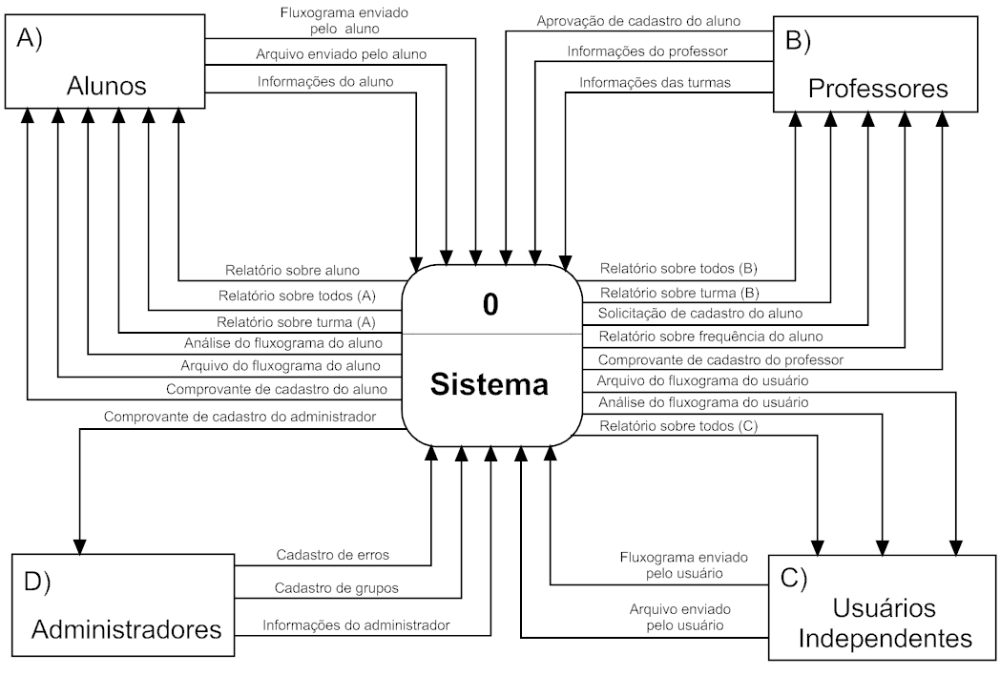 A)
Alunos
Fluxograma enviado
pelo aluno
Arquivo enviado pelo aluno
Informações do aluno
Aprovação de cadastro do aluno
Informações do professor
Informações das turmas
B)
Professores
Relatório sobre aluno
Relatório sobre todos (A)
Relatório sobre turma (A)
Análise do fluxograma do aluno
Arquivo do fluxograma do aluno
Comprovante de cadastro do aluno
Comprovante de cadastro do administrador
0
Sistema
Relatório sobre todos (B)
Relatório sobre turma (B)
Solicitação de cadastro do aluno
Relatório sobre frequência do aluno
Comprovante de cadastro do professor
Arquivo do fluxograma do usuário
Análise do fluxograma do usuário
Relatório sobre todos (C)
D)
Administradores
Cadastro de erros
Cadastro de grupos
Informações do administrador
Fluxograma enviado
pelo usuário
Arquivo enviado
pelo usuário
C)
Usuários
Independentes